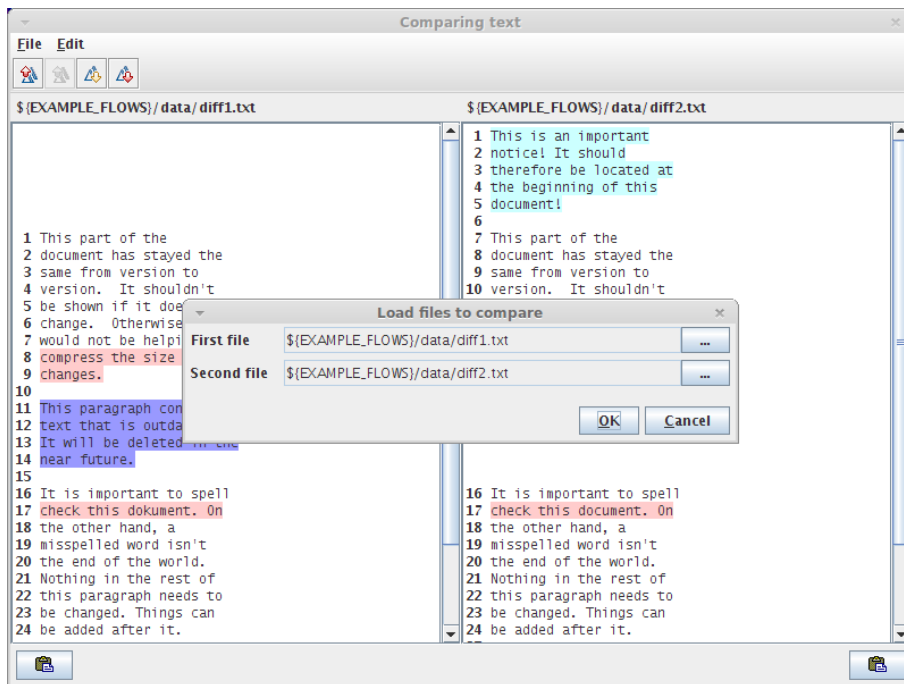 Comparing text
File Edit
${EXAMPLE_FLOWS}/data/diff1.txt
${EXAMPLE_FLOWS}/data/diff2.txt
1 This part of the
2 document has stayed the
3 same from version to
4 version. It shouldn't
5 be shown if it
6 change. Otherwise
7 would not be
8 compress the size
9 changes.
10
11 This paragraph
12 text that is
13 It will be deleted in the
14 near future.
15
16 It is important to spell
17 check this dokument. On
18 the other hand, a
19 misspelled word isn't
20 the end of the world.
21 Nothing in the rest of
22 this paragraph needs to
23 be changed. Things can
24 be added after it.
1 This is an important
2 notice! It should
3 therefore be located at
4 the beginning of this
5 document!
6
7 This part of the
8 document has stayed the
9 same from version to
10 version. It shouldn't
16 It is important to spell
17 check this document. On
18 the other hand, a
19 misspelled word isn't
20 the end of the world.
21 Nothing in the rest of
22 this paragraph needs to
23 be changed. Things can
24 be added after it.
Load files to compare
First file ${EXAMPLE_FLOWS}/data/diff1.txt ...
Second file ${EXAMPLE_FLOWS}/data/diff2.txt ...
OK Cancel